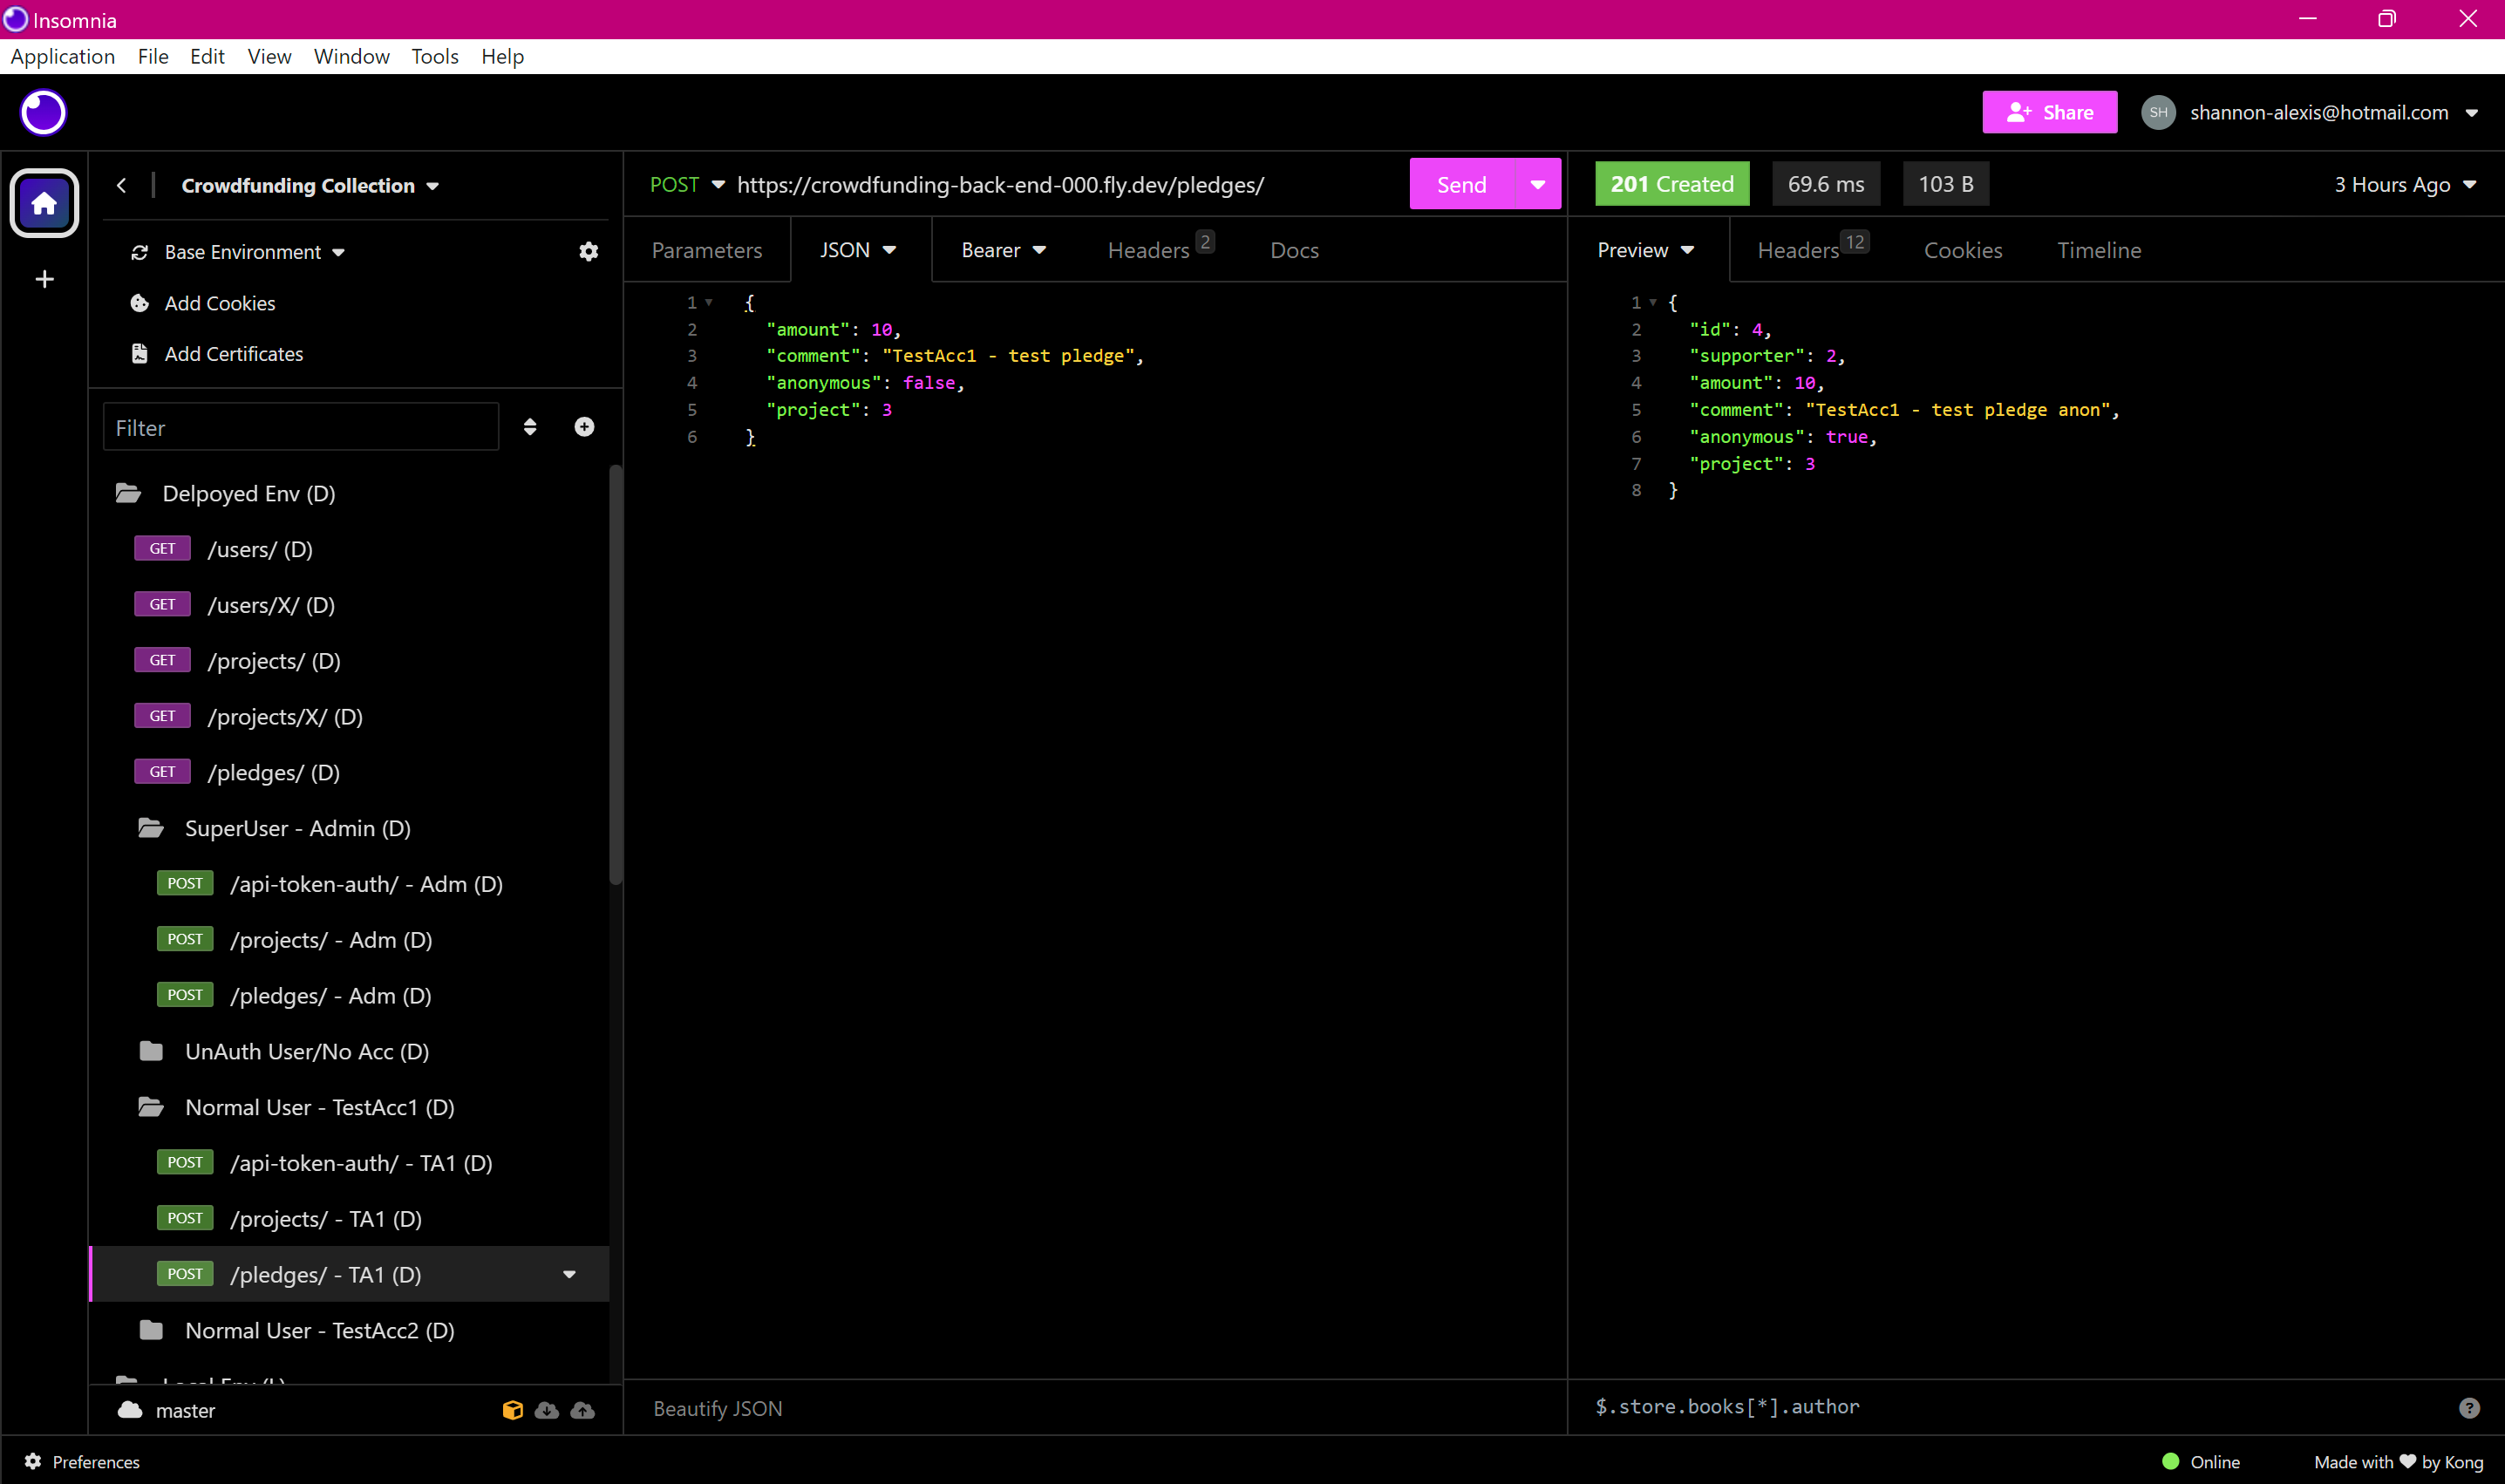 Insomnia
Application File Edit View Window Tools Help
Share
SH shannon-alexis@hotmail.com
Crowdfunding Collection
Base Environment
Add Cookies
Add Certificates
Filter
Delpoyed Env (D)
GET /users/ (D)
GET /users/X/ (D)
GET /projects/ (D)
GET /projects/X/ (D)
GET /pledges/ (D)
SuperUser - Admin (D)
POST /api-token-auth/ - Adm (D)
POST /projects/ - Adm (D)
POST /pledges/ - Adm (D)
UnAuth User/No Acc (D)
Normal User - TestAcc1 (D)
POST /api-token-auth/ - TA1 (D)
POST /projects/ - TA1 (D)
POST /pledges/ - TA1 (D)
Normal User - TestAcc2 (D)
master
POST https://crowdfunding-back-end-000.fly.dev/pledges/ Send
Parameters JSON Bearer Headers 2 Docs
1 {
2 "amount": 10,
3 "comment": "TestAcc1 - test pledge",
4 "anonymous": false,
5 "project": 3
6 }
Beautify JSON
201 Created 69.6 ms 103 B 3 Hours Ago
Preview Headers 12 Cookies Timeline
1 {
2 "id": 4,
3 "supporter": 2,
4 "amount": 10,
5 "comment": "TestAcc1 - test pledge anon",
6 "anonymous": true,
7 "project": 3
8 }
$.store.books[*].author ?
Preferences
Online Made with ♥ by Kong